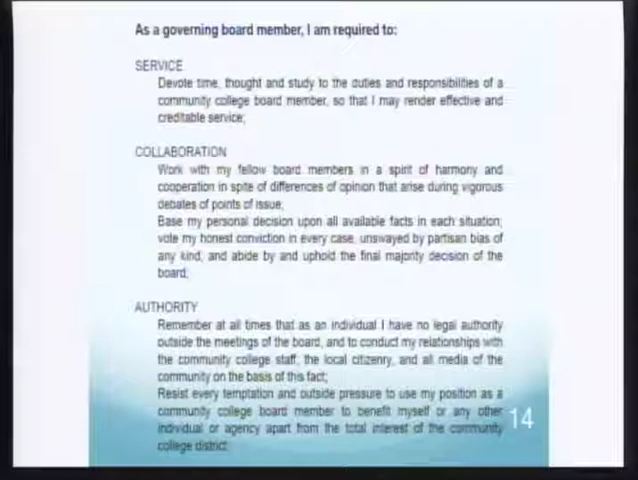 As a governing board member, I am required to:
SERVICE
Devote time, thought and study to the duties and responsibilities of a
community college board member, so that I may render effective and
creditable service;
COLLABORATION
Work with my fellow board members in a spirit of harmony and
cooperation in spite of differences of opinion that arise during vigorous
debates of points of issue;
Base my personal decision upon all available facts in each situation;
vote my honest conviction in every case, unswayed by partisan bias of
any kind, and abide by and uphold the final majority decision of the
board;
AUTHORITY
Remember at all times that as an individual I have no legal authority
outside the meetings of the board, and to conduct my relationships with
the community college staff, the local citizenry, and all media of the
community on the basis of this fact;
Resist every temptation and outside pressure to use my position as a
community college board member to benefit myself or any other
individual or agency apart from the total interest of the community
college district.
14